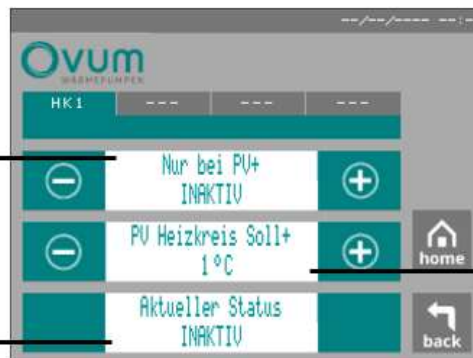 --/--/---- --:-
Ovum
WÄRMEPUMPEN
HK1 --- --- ---
Nur bei PV+
INAKTIV
PV Heizkreis Soll+
1°C
home
Aktueller Status
INAKTIV
back